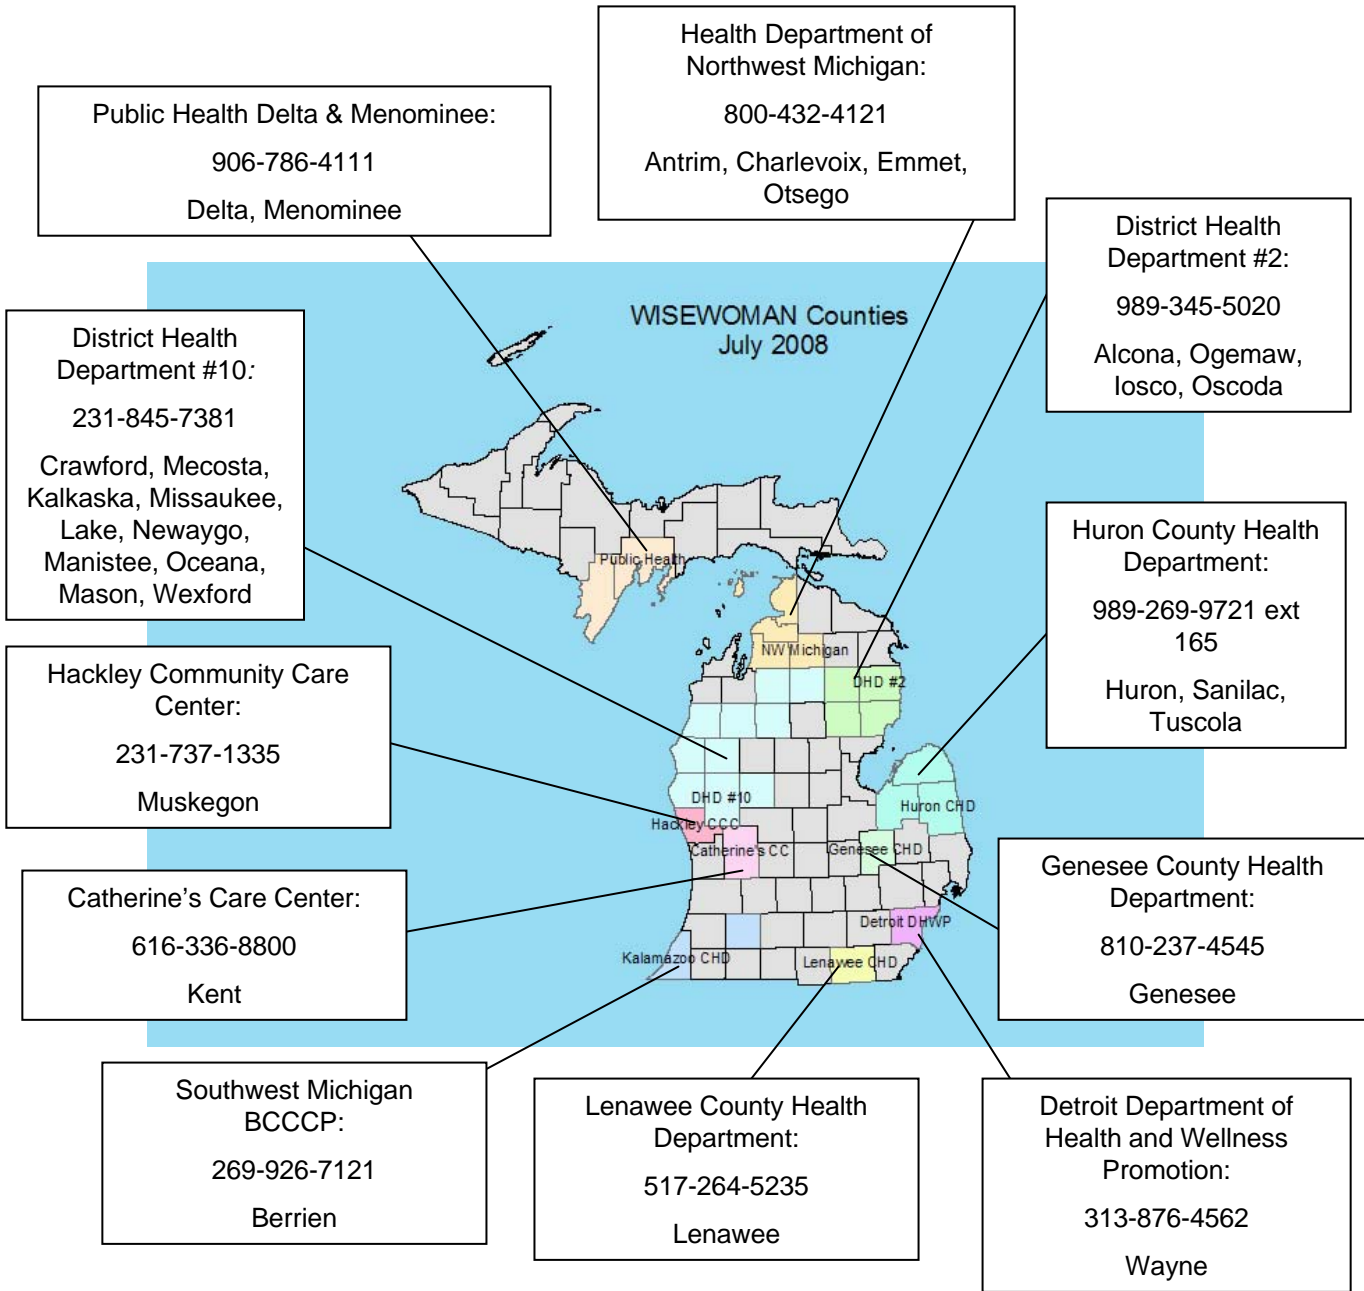 Health Department of
Northwest Michigan:
800-432-4121
Antrim, Charlevoix, Emmet,
Otsego
Public Health Delta & Menominee:
906-786-4111
Delta, Menominee
District Health
Department #2:
989-345-5020
Alcona, Ogemaw,
Iosco, Oscoda
WISEWOMAN Counties
July 2008
District Health
Department #10:
231-845-7381
Crawford, Mecosta,
Kalkaska, Missaukee,
Lake, Newaygo,
Manistee, Oceana,
Mason, Wexford
Huron County Health
Department:
989-269-9721 ext
165
Huron, Sanilac,
Tuscola
Public Health
NW Michigan
DHD #2
Hackley Community Care
Center:
231-737-1335
Muskegon
DHD #10
Huron CHD
Hackley CCC
Catherine's CC
Genesee CHD
Catherine’s Care Center:
616-336-8800
Kent
Genesee County Health
Department:
810-237-4545
Genesee
Detroit DHWP
Kalamazoo CHD
Lenawee CHD
Southwest Michigan
BCCCP:
269-926-7121
Berrien
Lenawee County Health
Department:
517-264-5235
Lenawee
Detroit Department of
Health and Wellness
Promotion:
313-876-4562
Wayne